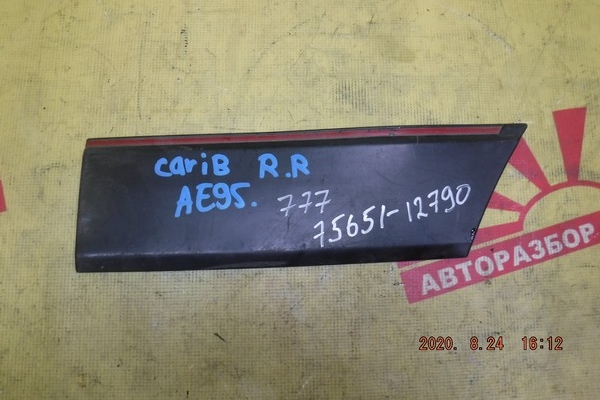 cariB R.R
AE95. 777
75651-12790
АВТОРАЗБОР
2020. 8.24 16:12